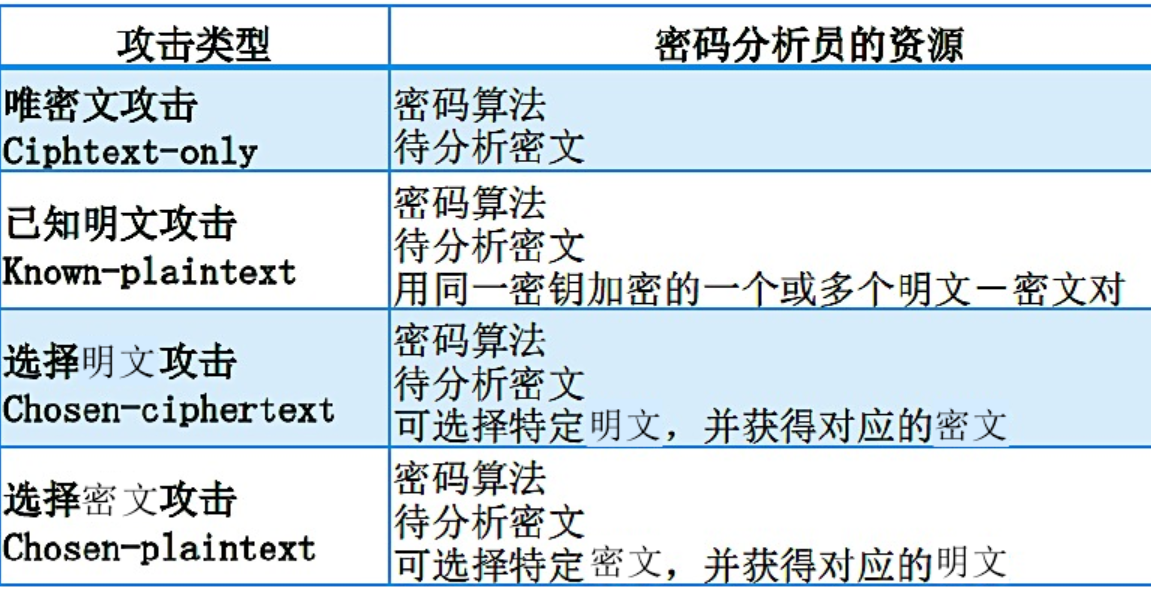 攻击类型
密码分析员的资源
唯密文攻击
Ciphtext-only
密码算法
待分析密文
已知明文攻击
Known-plaintext
密码算法
待分析密文
用同一密钥加密的一个或多个明文－密文对
选择明文攻击
Chosen-ciphertext
密码算法
待分析密文
可选择特定明文，并获得对应的密文
选择密文攻击
Chosen-plaintext
密码算法
待分析密文
可选择特定密文，并获得对应的明文